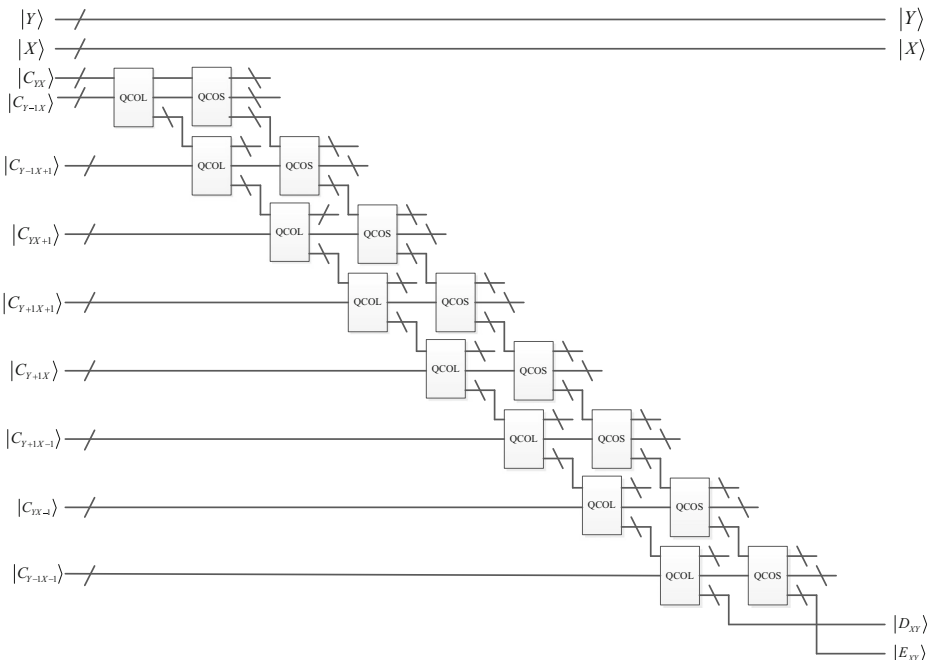 |Y⟩ |Y⟩
|X⟩ |X⟩
|C_{YX}⟩
|C_{Y-1X}⟩ QCOL QCOS
|C_{Y-1X+1}⟩ QCOL QCOS
|C_{YX+1}⟩ QCOL QCOS
|C_{Y+1X+1}⟩ QCOL QCOS
|C_{Y+1X}⟩ QCOL QCOS
|C_{Y+1X-1}⟩ QCOL QCOS
|C_{YX-1}⟩ QCOL QCOS
|C_{Y-1X-1}⟩ QCOL QCOS
|D_{XY}⟩
|E_{XY}⟩